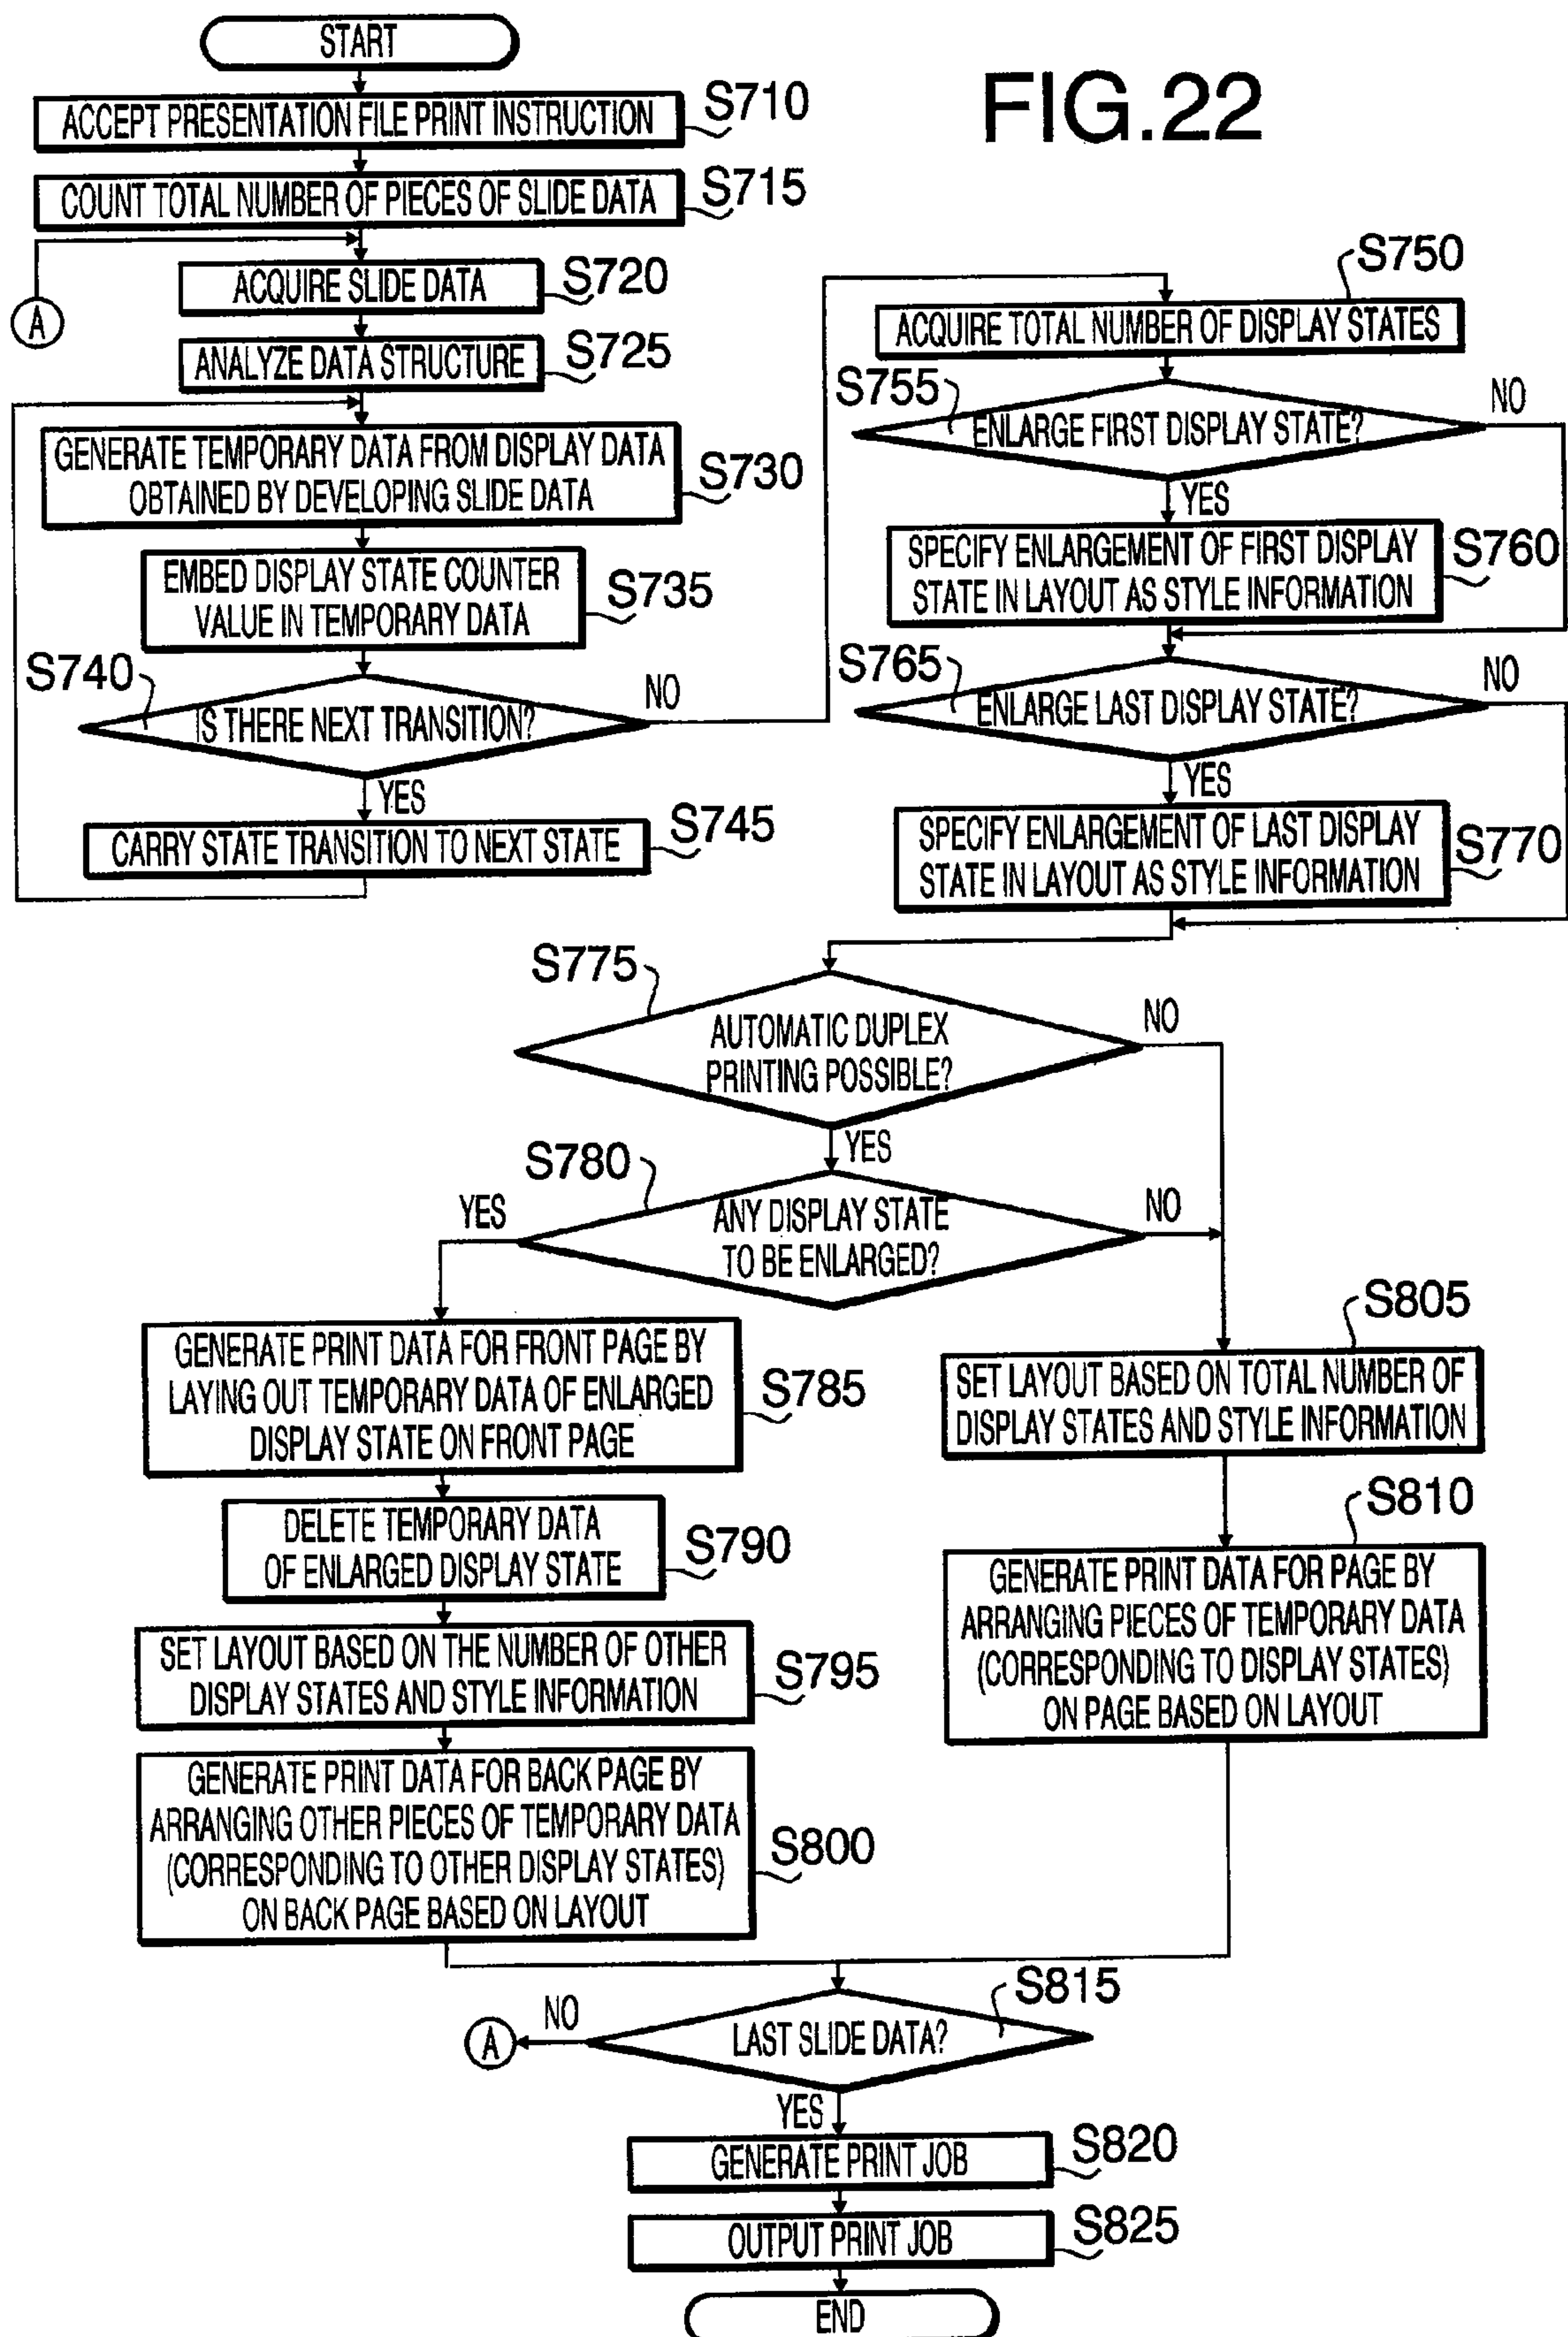 FIG.22
START
ACCEPT PRESENTATION FILE PRINT INSTRUCTION
S710
COUNT TOTAL NUMBER OF PIECES OF SLIDE DATA
S715
A
ACQUIRE SLIDE DATA
S720
ANALYZE DATA STRUCTURE
S725
GENERATE TEMPORARY DATA FROM DISPLAY DATA
OBTAINED BY DEVELOPING SLIDE DATA
S730
EMBED DISPLAY STATE COUNTER
VALUE IN TEMPORARY DATA
S735
S740
IS THERE NEXT TRANSITION?
NO
YES
CARRY STATE TRANSITION TO NEXT STATE
S745
S750
ACQUIRE TOTAL NUMBER OF DISPLAY STATES
S755
ENLARGE FIRST DISPLAY STATE?
NO
YES
SPECIFY ENLARGEMENT OF FIRST DISPLAY
STATE IN LAYOUT AS STYLE INFORMATION
S760
S765
ENLARGE LAST DISPLAY STATE?
NO
YES
SPECIFY ENLARGEMENT OF LAST DISPLAY
STATE IN LAYOUT AS STYLE INFORMATION
S770
S775
AUTOMATIC DUPLEX
PRINTING POSSIBLE?
NO
YES
S780
ANY DISPLAY STATE
TO BE ENLARGED?
YES
NO
GENERATE PRINT DATA FOR FRONT PAGE BY
LAYING OUT TEMPORARY DATA OF ENLARGED
DISPLAY STATE ON FRONT PAGE
S785
DELETE TEMPORARY DATA
OF ENLARGED DISPLAY STATE
S790
SET LAYOUT BASED ON THE NUMBER OF OTHER
DISPLAY STATES AND STYLE INFORMATION
S795
GENERATE PRINT DATA FOR BACK PAGE BY
ARRANGING OTHER PIECES OF TEMPORARY DATA
(CORRESPONDING TO OTHER DISPLAY STATES)
ON BACK PAGE BASED ON LAYOUT
S800
S805
SET LAYOUT BASED ON TOTAL NUMBER OF
DISPLAY STATES AND STYLE INFORMATION
S810
GENERATE PRINT DATA FOR PAGE BY
ARRANGING PIECES OF TEMPORARY DATA
(CORRESPONDING TO DISPLAY STATES)
ON PAGE BASED ON LAYOUT
S815
LAST SLIDE DATA?
NO
A
YES
GENERATE PRINT JOB
S820
OUTPUT PRINT JOB
S825
END